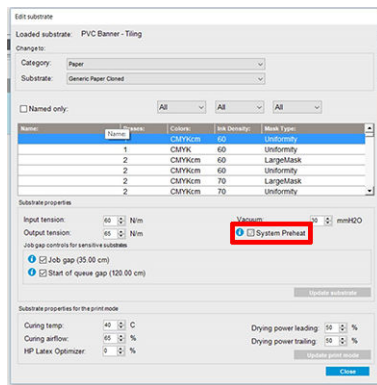 Edit substrate
Loaded substrate: PVC Banner - Tiling
Change to:
Category: Paper
Substrate: Generic Paper Cloned
Named only: All All All
Name: Passes: Colors: Ink Density: Mask Type:
Name: CMYKcm 60 Uniformity
1 CMYK 60 Uniformity
2 CMYKcm 60 LargeMask
2 CMYKcm 60 Uniformity
2 CMYKcm 70 LargeMask
2 CMYKcm 70 Uniformity
Substrate properties
Input tension: 60 N/m Vacuum: 30 mmH2O
Output tension: 65 N/m System Preheat
Job gap controls for sensitive substrates
Job gap (35.00 cm)
Start of queue gap (120.00 cm)
Update substrate
Substrate properties for the print mode
Curing temp: 40 C Drying power leading: 50 %
Curing airflow: 65 % Drying power trailing: 50 %
HP Latex Optimizer: 0 % Update print mode
Close